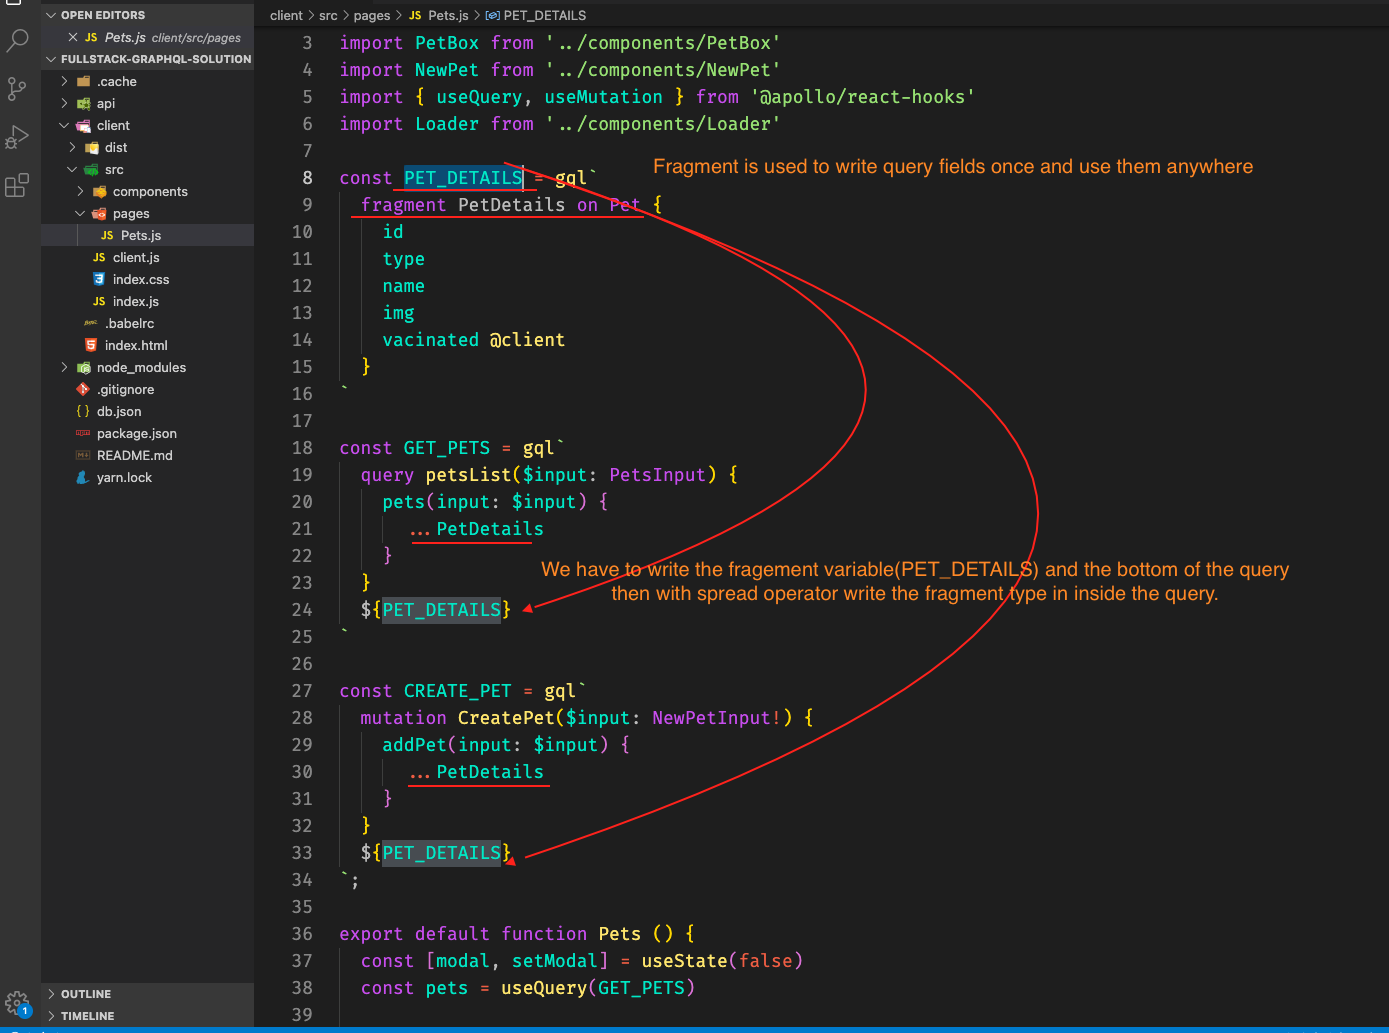 OPEN EDITORS
JS Pets.js client/src/pages
FULLSTACK-GRAPHQL-SOLUTION
.cache
api
client
dist
src
components
pages
JS Pets.js
JS client.js
index.css
JS index.js
.babelrc
index.html
node_modules
.gitignore
{} db.json
package.json
README.md
yarn.lock
OUTLINE
TIMELINE
1
client > src > pages > JS Pets.js > PET_DETAILS
3 import PetBox from '../components/PetBox'
4 import NewPet from '../components/NewPet'
5 import { useQuery, useMutation } from '@apollo/react-hooks'
6 import Loader from '../components/Loader'
7
Fragment is used to write query fields once and use them anywhere
8 const PET_DETAILS = gql`
9 fragment PetDetails on Pet {
10 id
11 type
12 name
13 img
14 vacinated @client
15 }
16 `
17
18 const GET_PETS = gql`
19 query petsList($input: PetsInput) {
20 pets(input: $input) {
21 ...PetDetails
22 }
23 }
We have to write the fragement variable(PET_DETAILS) and the bottom of the query
then with spread operator write the fragment type in inside the query.
24 ${PET_DETAILS}
25 `
26
27 const CREATE_PET = gql`
28 mutation CreatePet($input: NewPetInput!) {
29 addPet(input: $input) {
30 ...PetDetails
31 }
32 }
33 ${PET_DETAILS}
34 `;
35
36 export default function Pets () {
37 const [modal, setModal] = useState(false)
38 const pets = useQuery(GET_PETS)
39